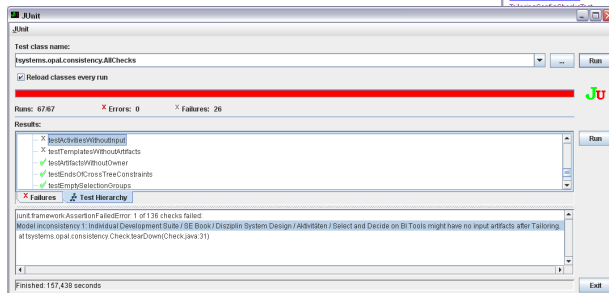 JUnit
JUnit
Test class name:
tsystems.opal.consistency.AllChecks
...
Run
Reload classes every run
JU
Runs: 67/67
X Errors: 0
X Failures: 26
Results:
X testActivitiesWithoutInput
Run
X testTemplatesWithoutArtifacts
testArtifactsWithoutOwner
testEndsOfCrossTreeConstraints
testEmptySelectionGroups
X Failures
Test Hierarchy
junit.framework.AssertionFailedError: 1 of 136 checks failed:
Model inconsistency 1: Individual Development Suite / SE Book / Disziplin System Design / Aktivitäten / Select and Decide on BI Tools might have no input artifacts after Tailoring.
at tsystems.opal.consistency.Check.tearDown(Check.java:31)
Finished: 157,438 seconds
Exit